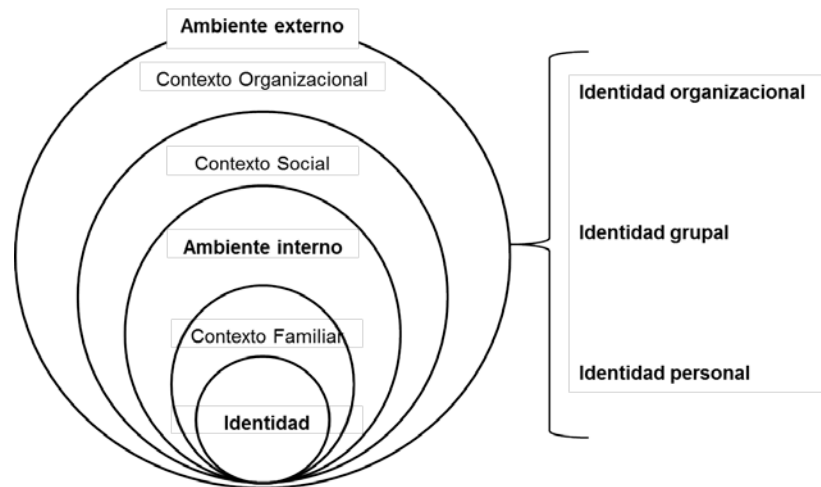 Ambiente externo
Contexto Organizacional
Contexto Social
Ambiente interno
Contexto Familiar
Identidad
Identidad organizacional
Identidad grupal
Identidad personal